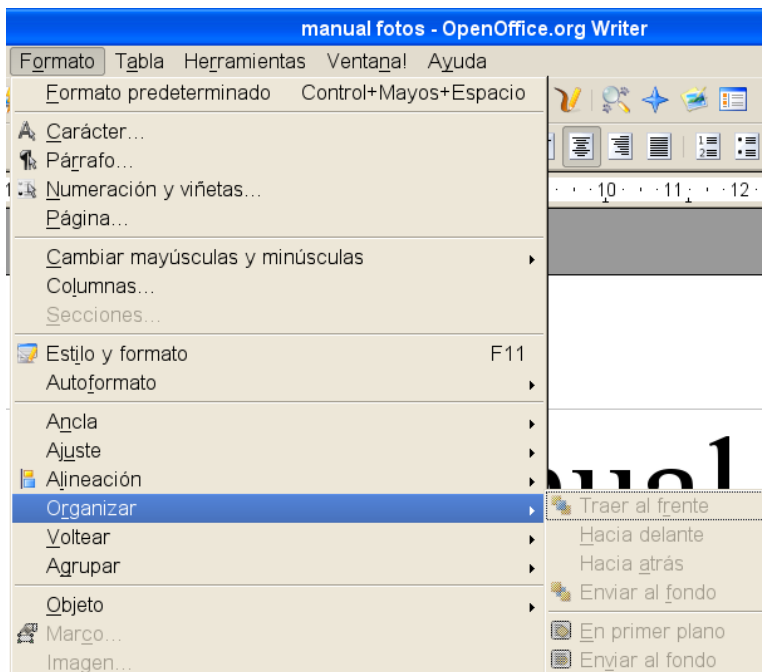 manual fotos - OpenOffice.org Writer
Formato Tabla Herramientas Ventana! Ayuda
Formato predeterminado Control+Mayos+Espacio
Carácter...
Párrafo...
Numeración y viñetas...
10 11 12
Página...
Cambiar mayúsculas y minúsculas
Columnas...
Secciones...
Estilo y formato F11
Autoformato
Ancla
Ajuste
Alineación
Organizar
Traer al frente
Voltear
Hacia delante
Agrupar
Hacia atrás
Enviar al fondo
Objeto
Marco...
En primer plano
Imagen...
Enviar al fondo